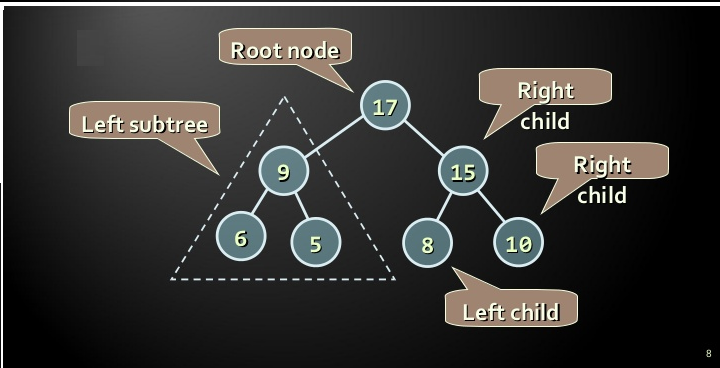 Root node
17
Right
child
Left subtree
9
15
Right
child
6
5
8
10
Left child
8